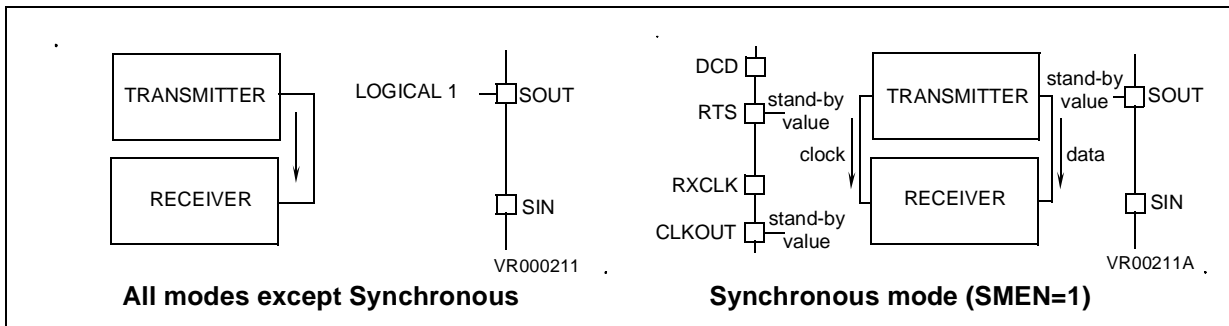 TRANSMITTER
RECEIVER
LOGICAL 1
SOUT
SIN
VR000211
All modes except Synchronous
DCD
RTS
stand-by
value
clock
RXCLK
CLKOUT
stand-by
value
TRANSMITTER
RECEIVER
data
stand-by
value
SOUT
SIN
VR00211A
Synchronous mode (SMEN=1)